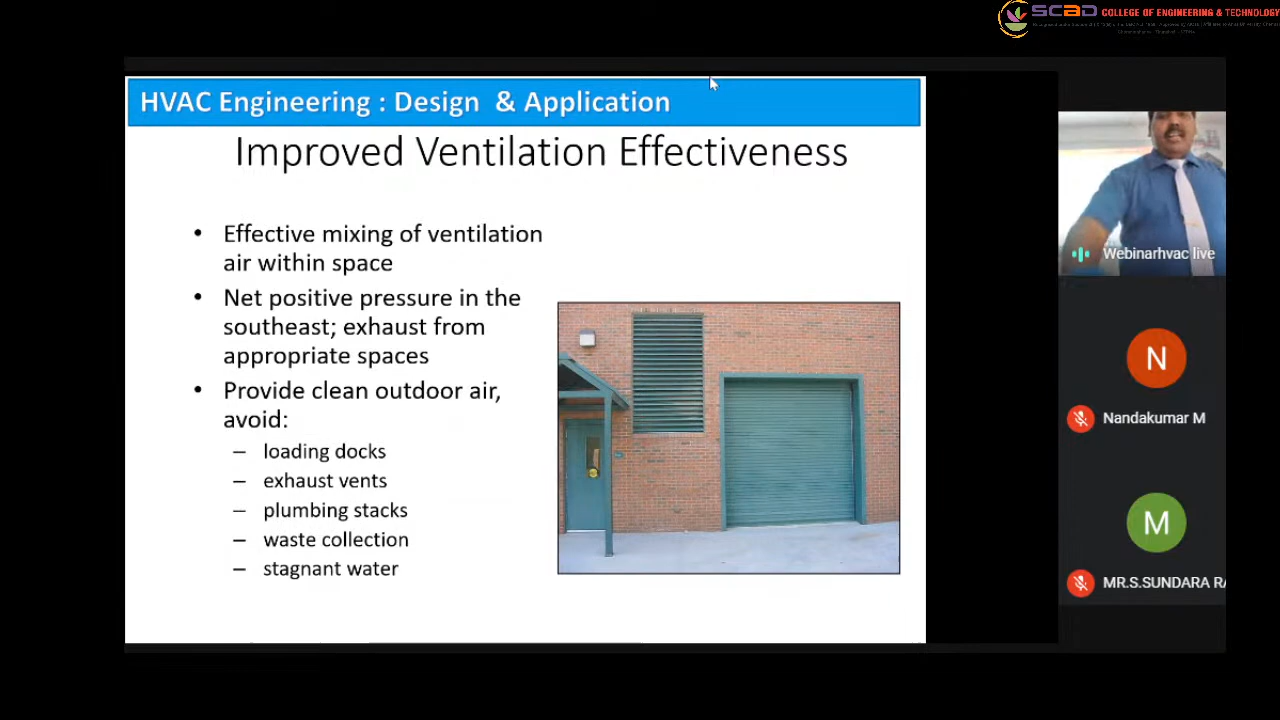 SCAD COLLEGE OF ENGINEERING & TECHNOLOGY
HVAC Engineering : Design & Application
Improved Ventilation Effectiveness
• Effective mixing of ventilation
air within space
• Net positive pressure in the
southeast; exhaust from
appropriate spaces
• Provide clean outdoor air,
avoid:
– loading docks
– exhaust vents
– plumbing stacks
– waste collection
– stagnant water
Webinarhvac live
N
Nandakumar M
M
MR.S.SUNDARA RA